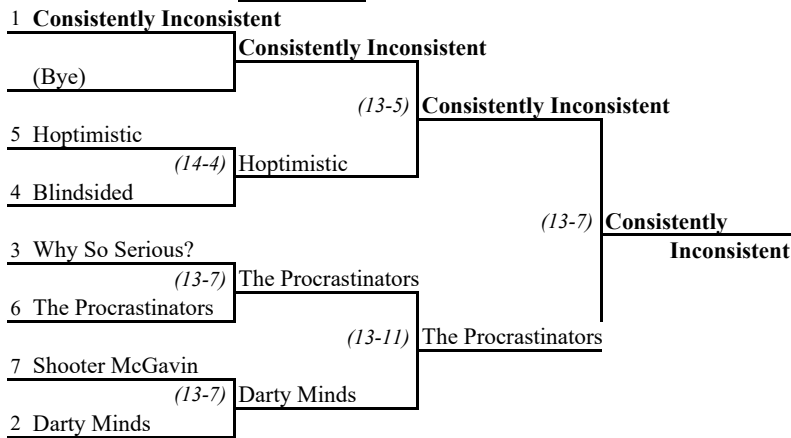 1 Consistently Inconsistent
Consistently Inconsistent
(Bye)
(13-5) Consistently Inconsistent
5 Hoptimistic
(14-4) Hoptimistic
4 Blindsided
(13-7) Consistently
Inconsistent
3 Why So Serious?
(13-7) The Procrastinators
6 The Procrastinators
(13-11) The Procrastinators
7 Shooter McGavin
(13-7) Darty Minds
2 Darty Minds